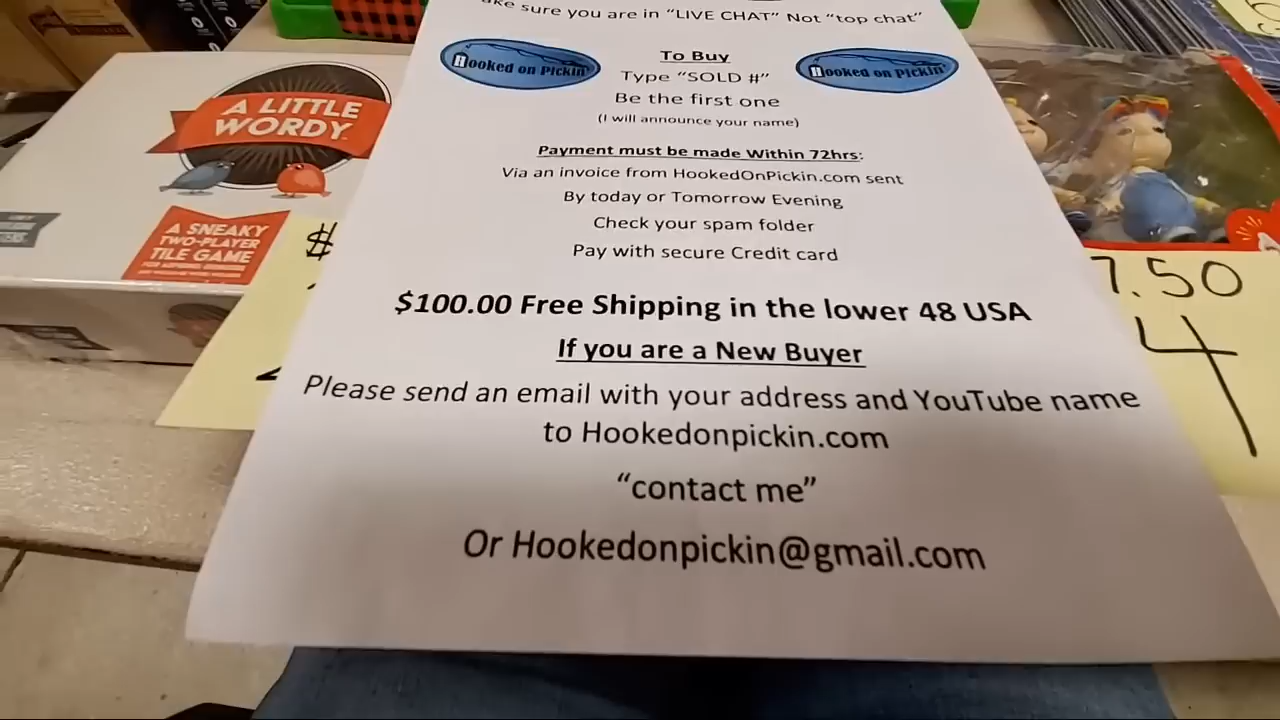 sure you are in "LIVE CHAT" Not "top chat"
Hooked on Pickin'
To Buy
Hooked on Pickin'
Type "SOLD #"
Be the first one
(I will announce your name)
Payment must be made Within 72hrs:
Via an invoice from HookedOnPickin.com sent
By today or Tomorrow Evening
Check your spam folder
Pay with secure Credit card
$100.00 Free Shipping in the lower 48 USA
If you are a New Buyer
Please send an email with your address and YouTube name
to Hookedonpickin.com
"contact me"
Or Hookedonpickin@gmail.com
A LITTLE
WORDY
A SNEAKY
TWO-PLAYER
TILE GAME
$
7.50
4